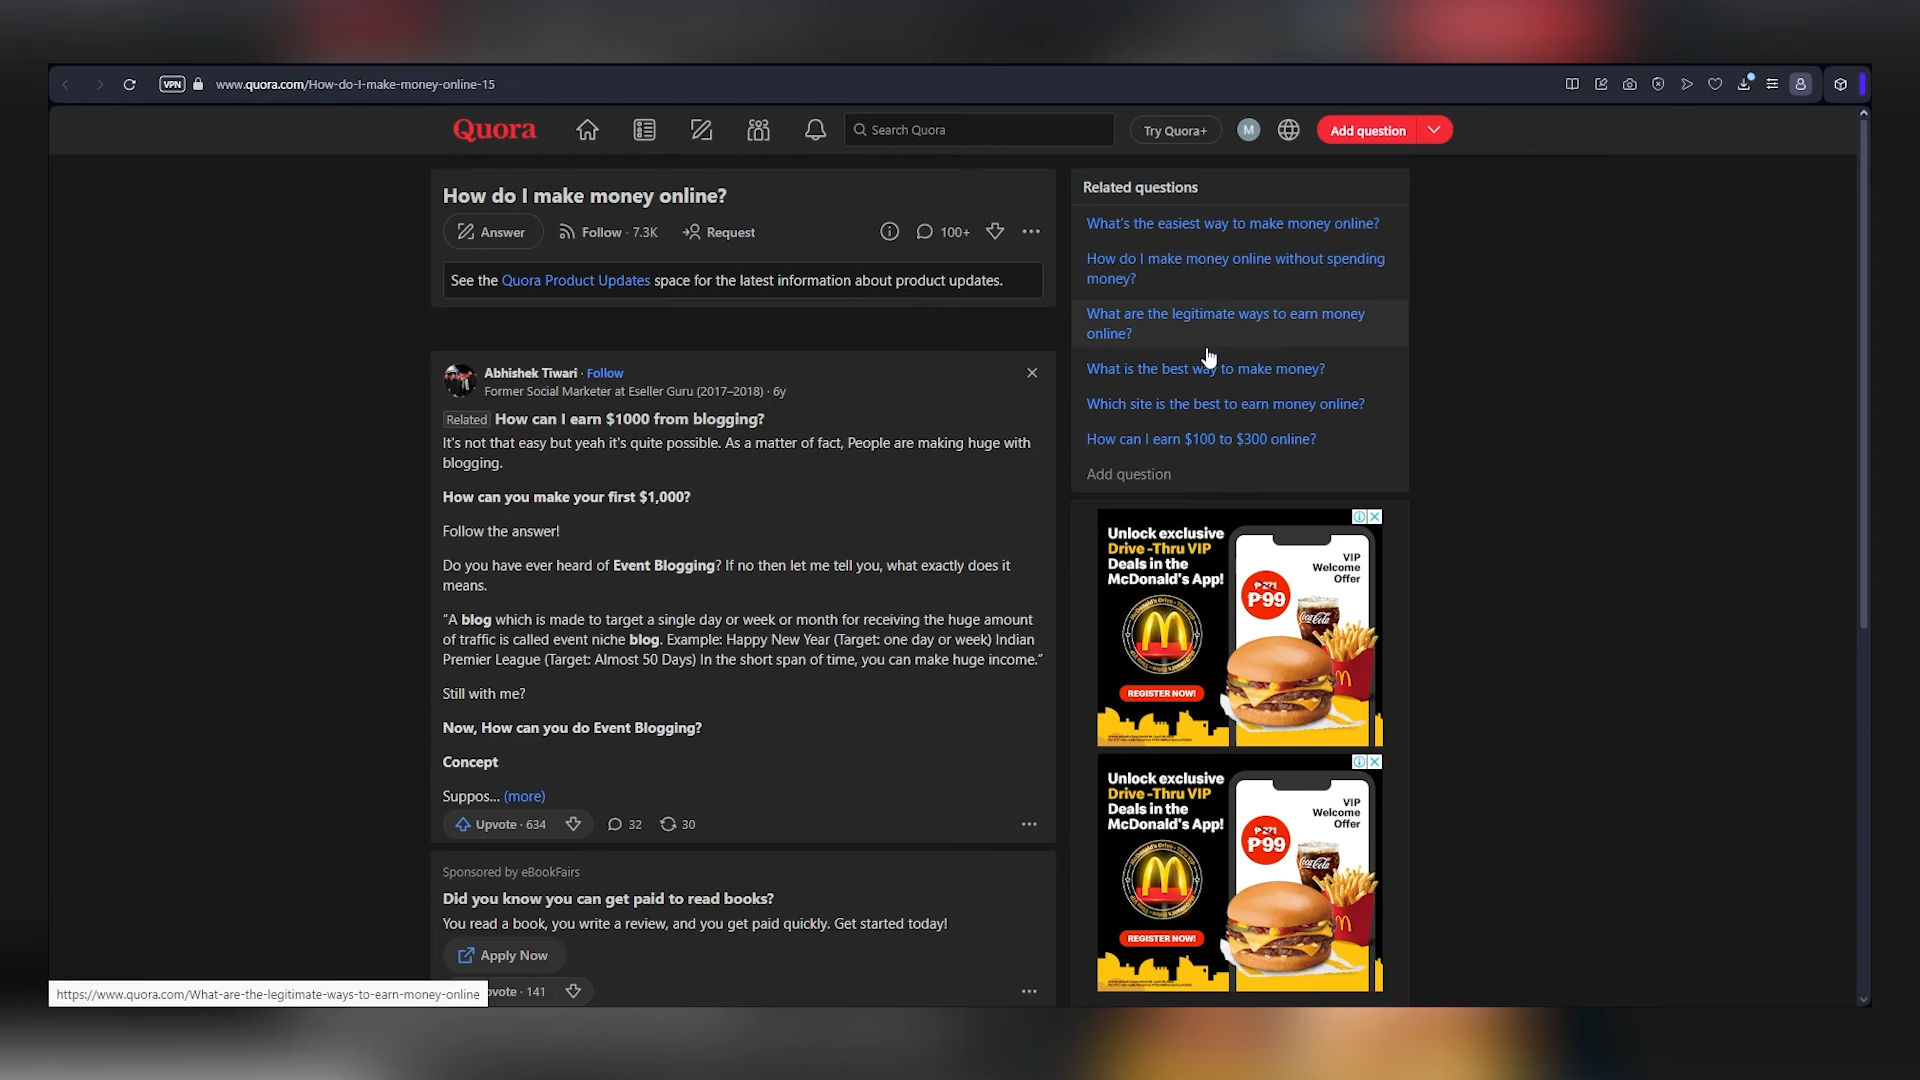 VPN
www.quora.com/How-do-I-make-money-online-15
Quora
Search Quora
Try Quora+
M
Add question
How do I make money online?
Answer
Follow · 7.3K
Request
100+
See the Quora Product Updates space for the latest information about product updates.
Abhishek Tiwari · Follow
Former Social Marketer at Eseller Guru (2017–2018) · 6y
Related How can I earn $1000 from blogging?
It's not that easy but yeah it's quite possible. As a matter of fact, People are making huge with
blogging.
How can you make your first $1,000?
Follow the answer!
Do you have ever heard of Event Blogging? If no then let me tell you, what exactly does it
means.
“A blog which is made to target a single day or week or month for receiving the huge amount
of traffic is called event niche blog. Example: Happy New Year (Target: one day or week) Indian
Premier League (Target: Almost 50 Days) In the short span of time, you can make huge income.”
Still with me?
Now, How can you do Event Blogging?
Concept
Suppos... (more)
Upvote · 634
32
30
Sponsored by eBookFairs
Did you know you can get paid to read books?
You read a book, you write a review, and you get paid quickly. Get started today!
Apply Now
pvote · 141
https://www.quora.com/What-are-the-legitimate-ways-to-earn-money-online
Related questions
What's the easiest way to make money online?
How do I make money online without spending
money?
What are the legitimate ways to earn money
online?
What is the best way to make money?
Which site is the best to earn money online?
How can I earn $100 to $300 online?
Add question
Unlock exclusive
Drive -Thru VIP
Deals in the
McDonald's App!
REGISTER NOW!
VIP
Welcome
Offer
₱271
₱99
Coca-Cola
Unlock exclusive
Drive -Thru VIP
Deals in the
McDonald's App!
REGISTER NOW!
VIP
Welcome
Offer
₱271
₱99
Coca-Cola